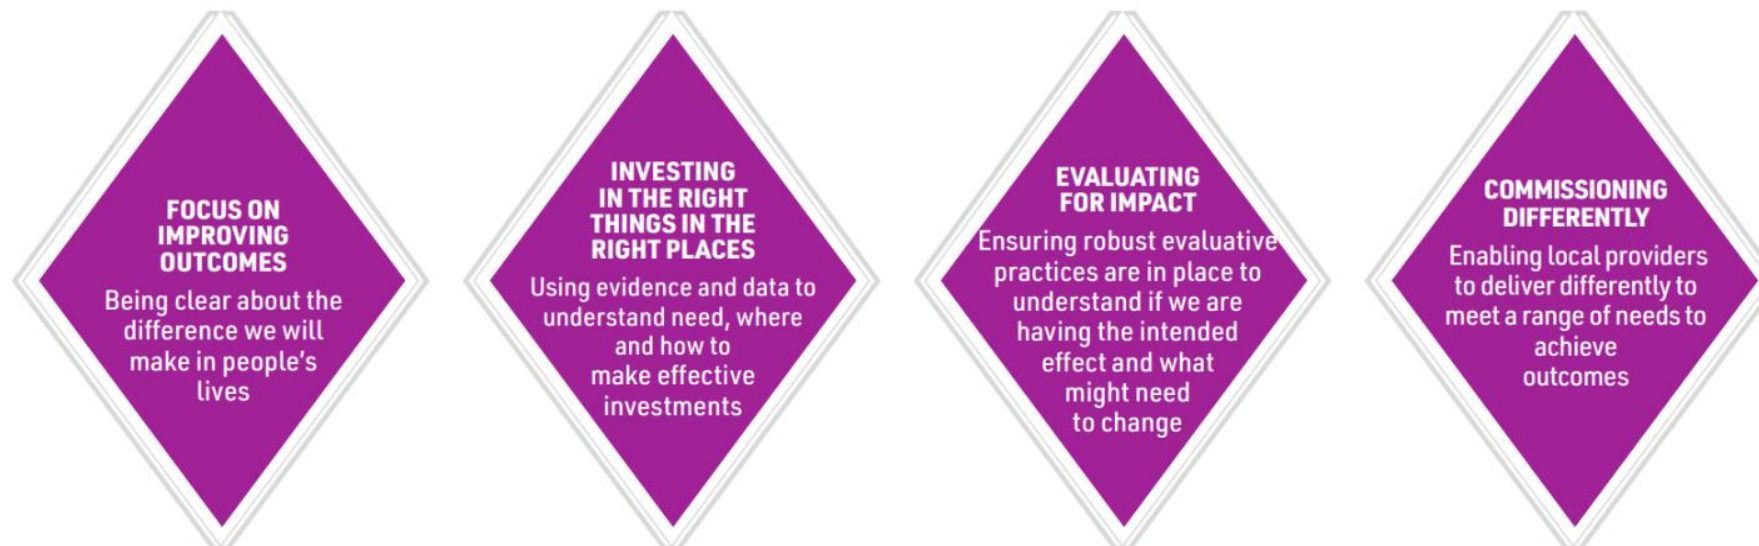 FOCUS ON
IMPROVING
OUTCOMES
Being clear about the
difference we will
make in people's
lives
INVESTING
IN THE RIGHT
THINGS IN THE
RIGHT PLACES
Using evidence and data to
understand need, where
and how to
make effective
investments
EVALUATING
FOR IMPACT
Ensuring robust evaluative
practices are in place to
understand if we are
having the intended
effect and what
might need
to change
COMMISSIONING
DIFFERENTLY
Enabling local providers
to deliver differently to
meet a range of needs to
achieve
outcomes